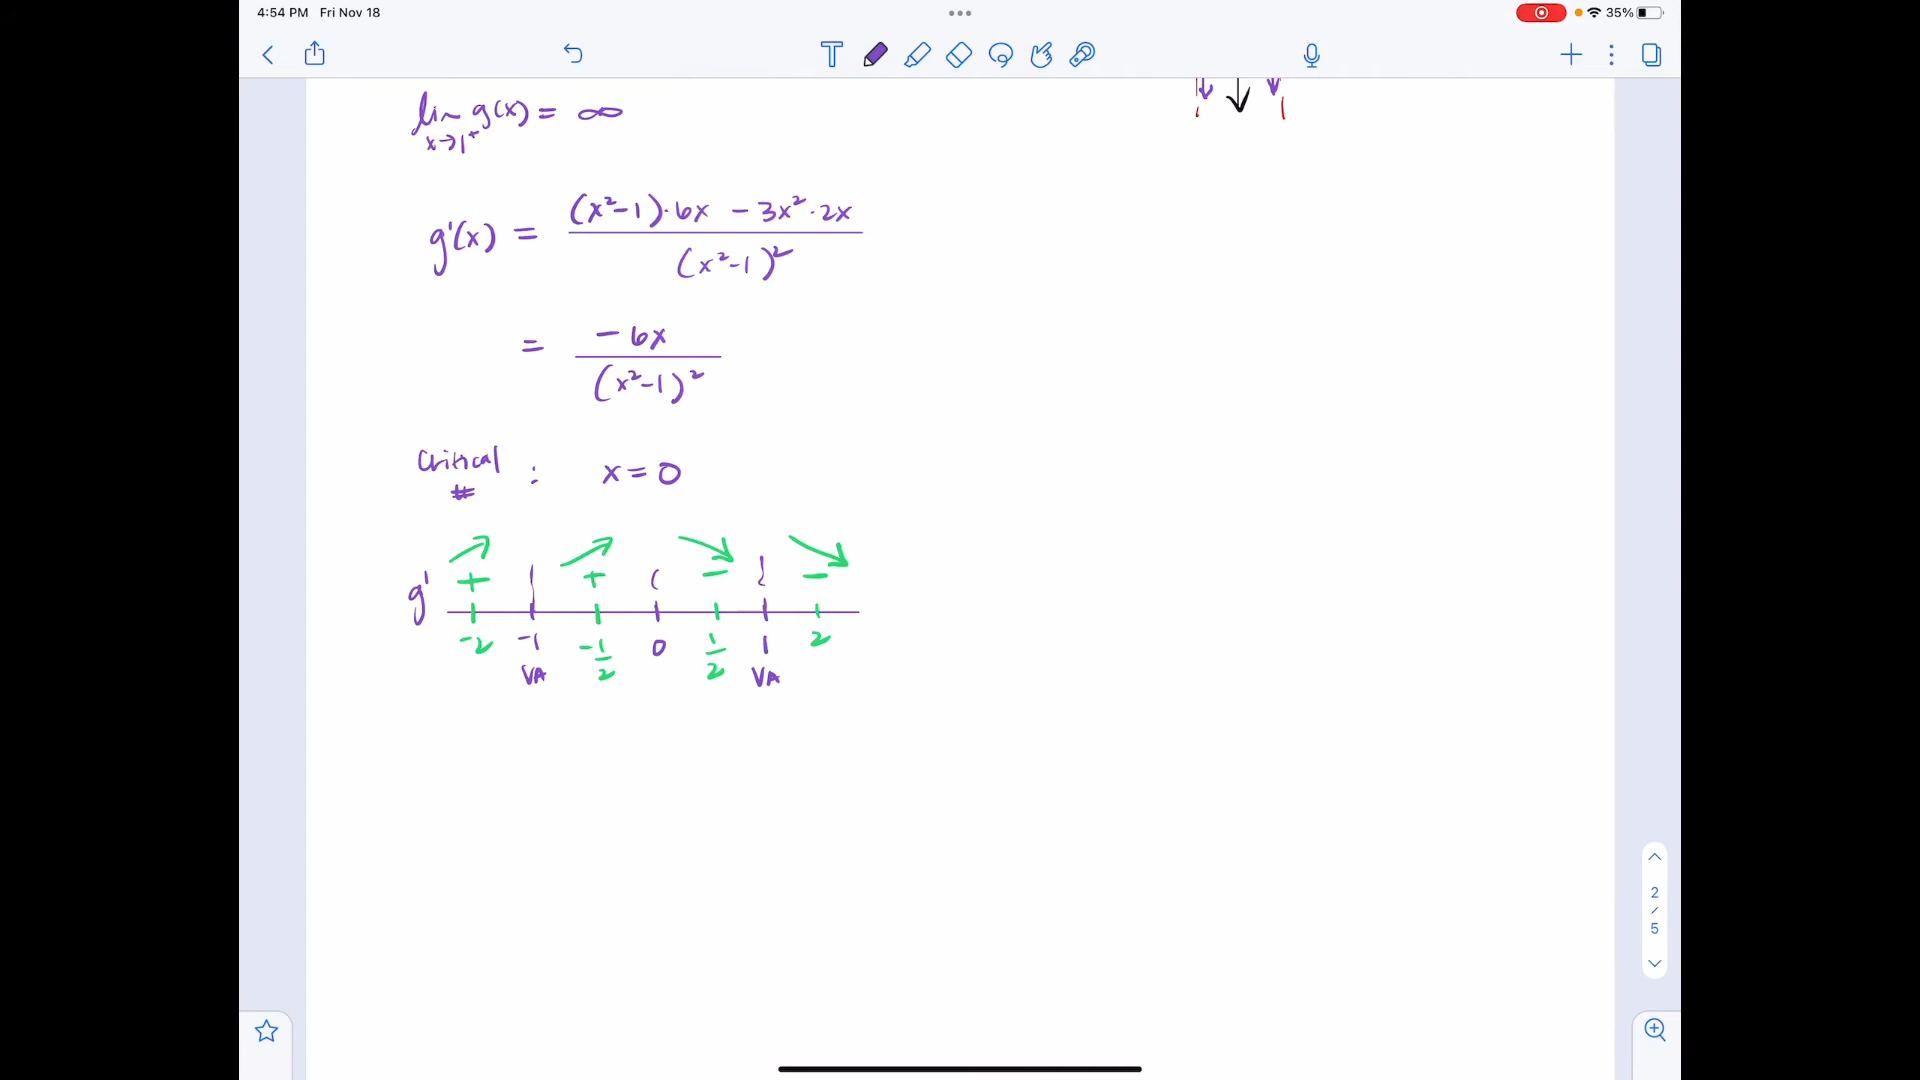 4:54 PM Fri Nov 18
35%
T
lim g(x) = ∞
x→1⁺
g'(x) = (x²-1)·6x - 3x²·2x
(x²-1)²
= -6x
(x²-1)²
Critical # : x = 0
+ + - -
g'
-2 -1 -1/2 0 1/2 1 2
VA VA
2
/
5